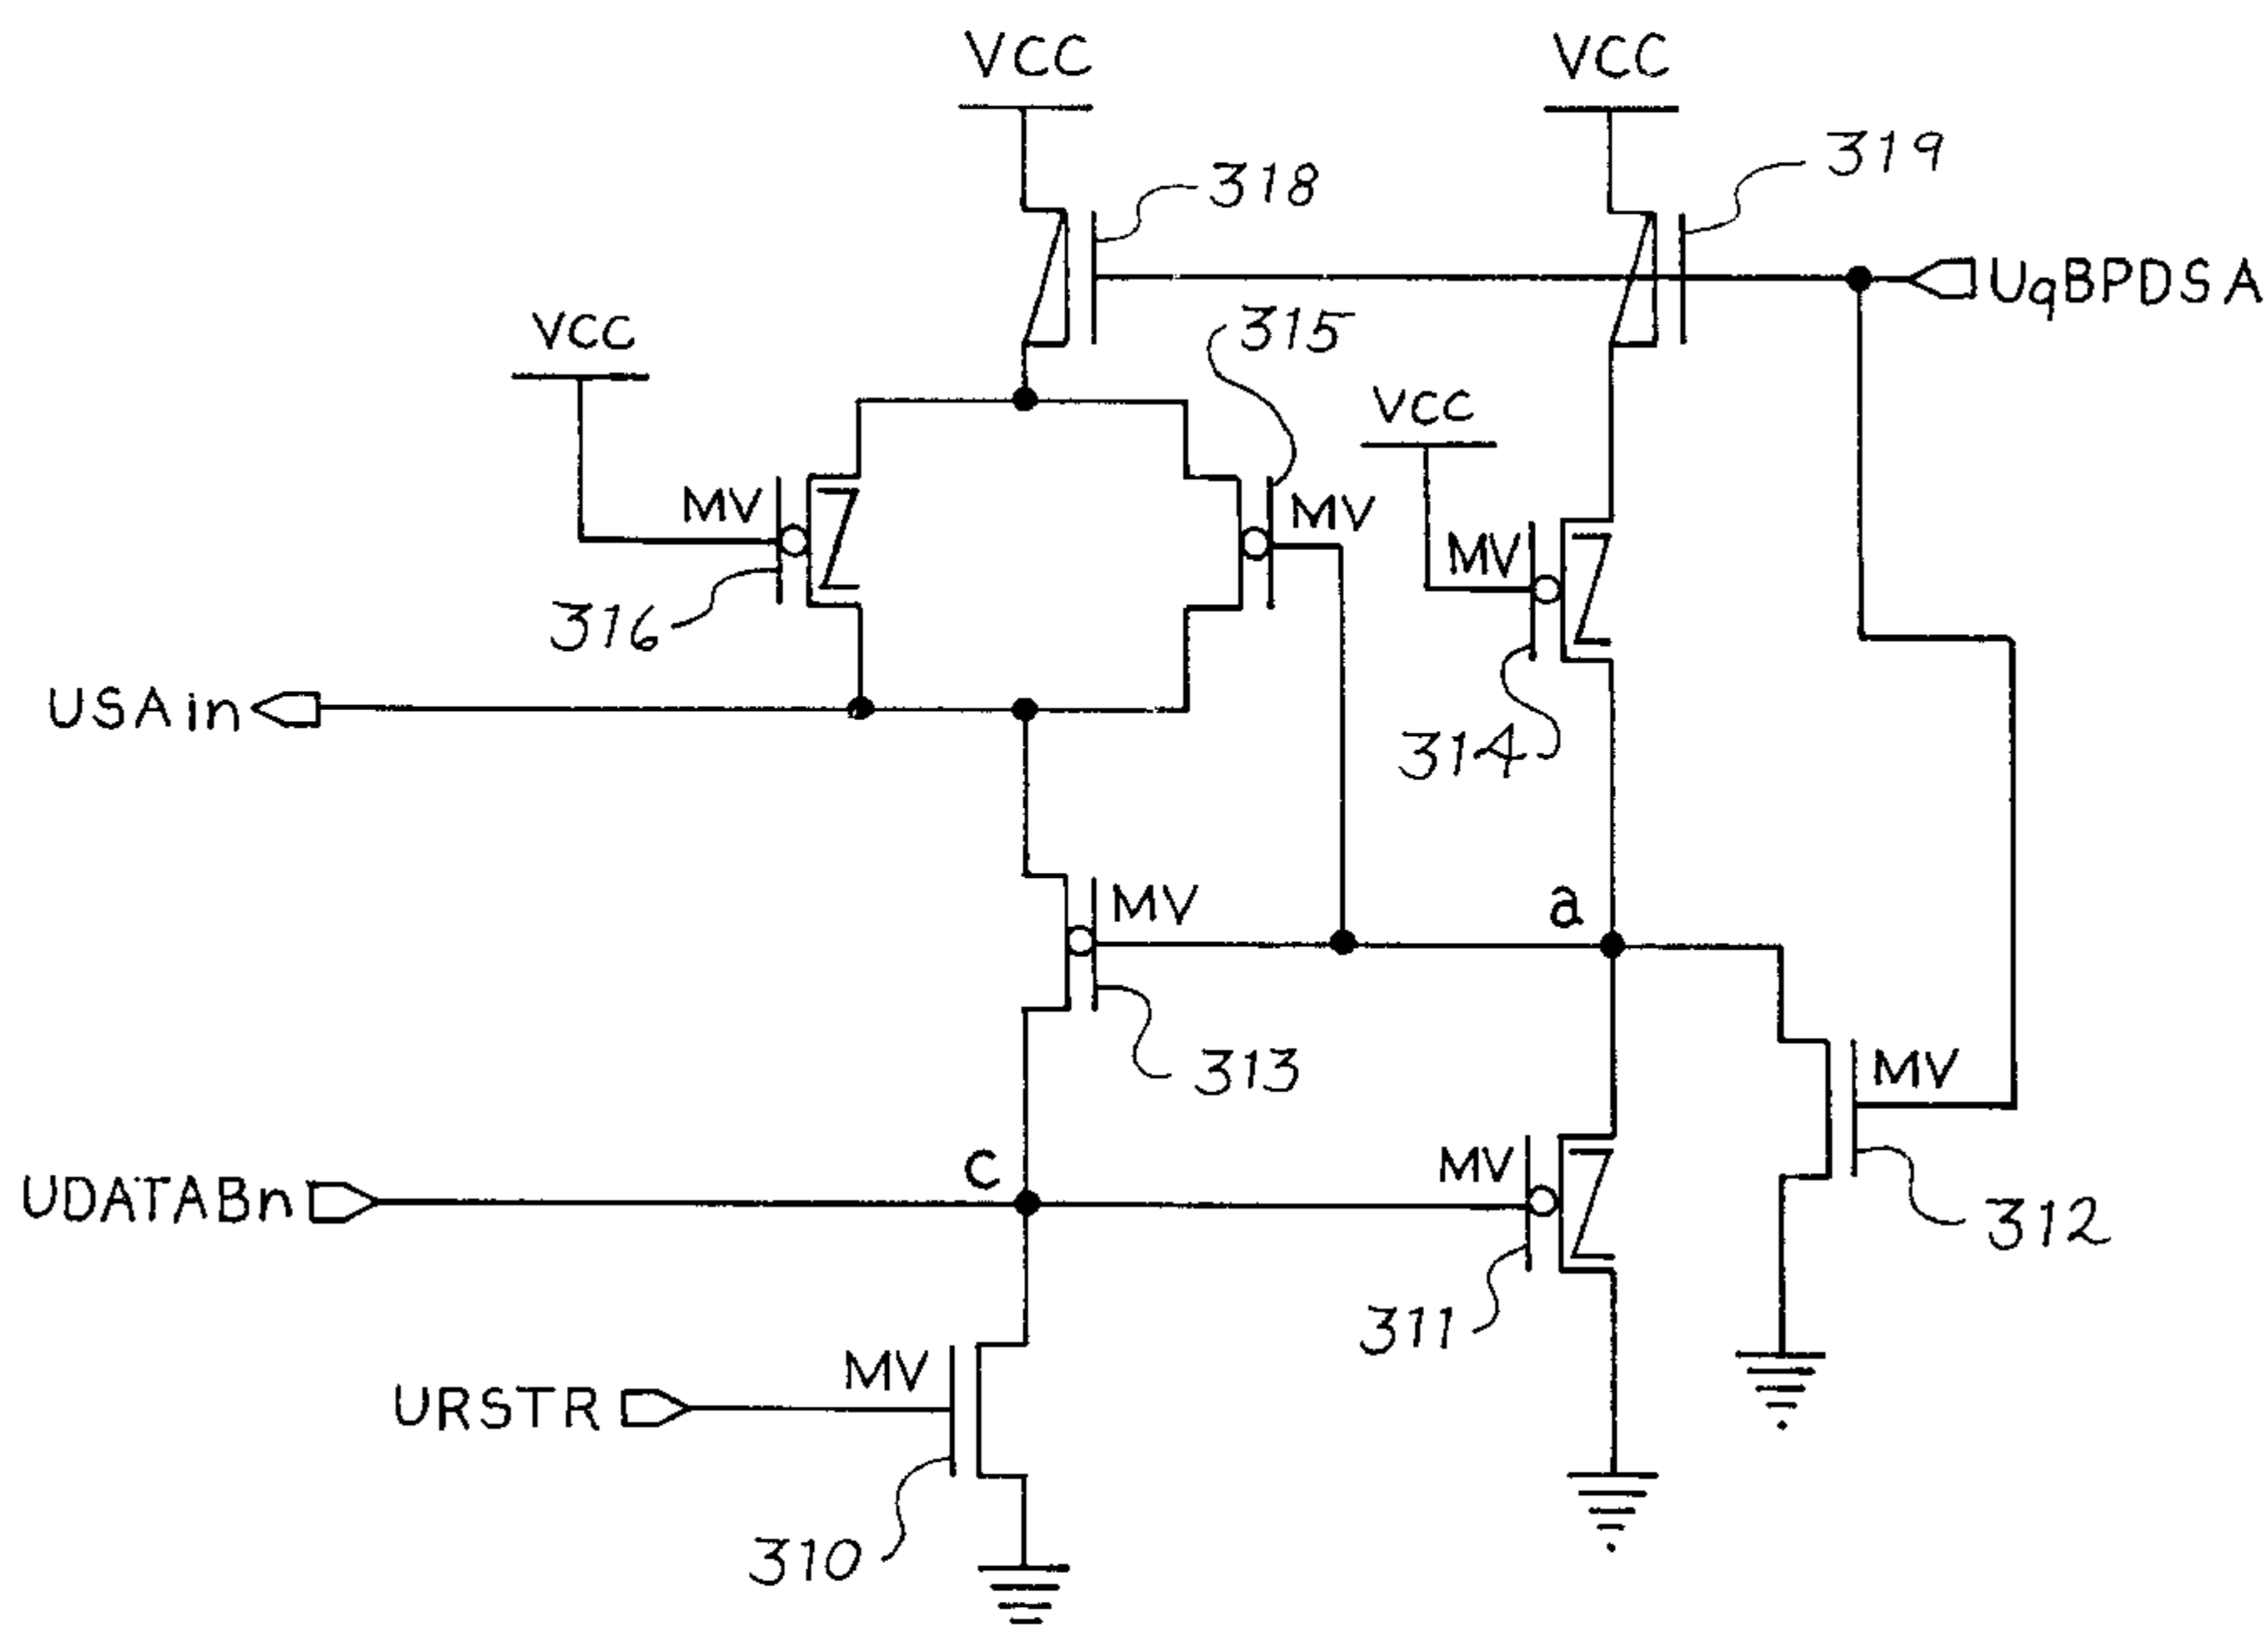 VCC
VCC
318
319
UqBPDSA
VCC
315
VCC
MV
MV
MV
316
USAin
314
MV
a
313
MV
MV
C
UDATABn
312
311
MV
URSTR
310